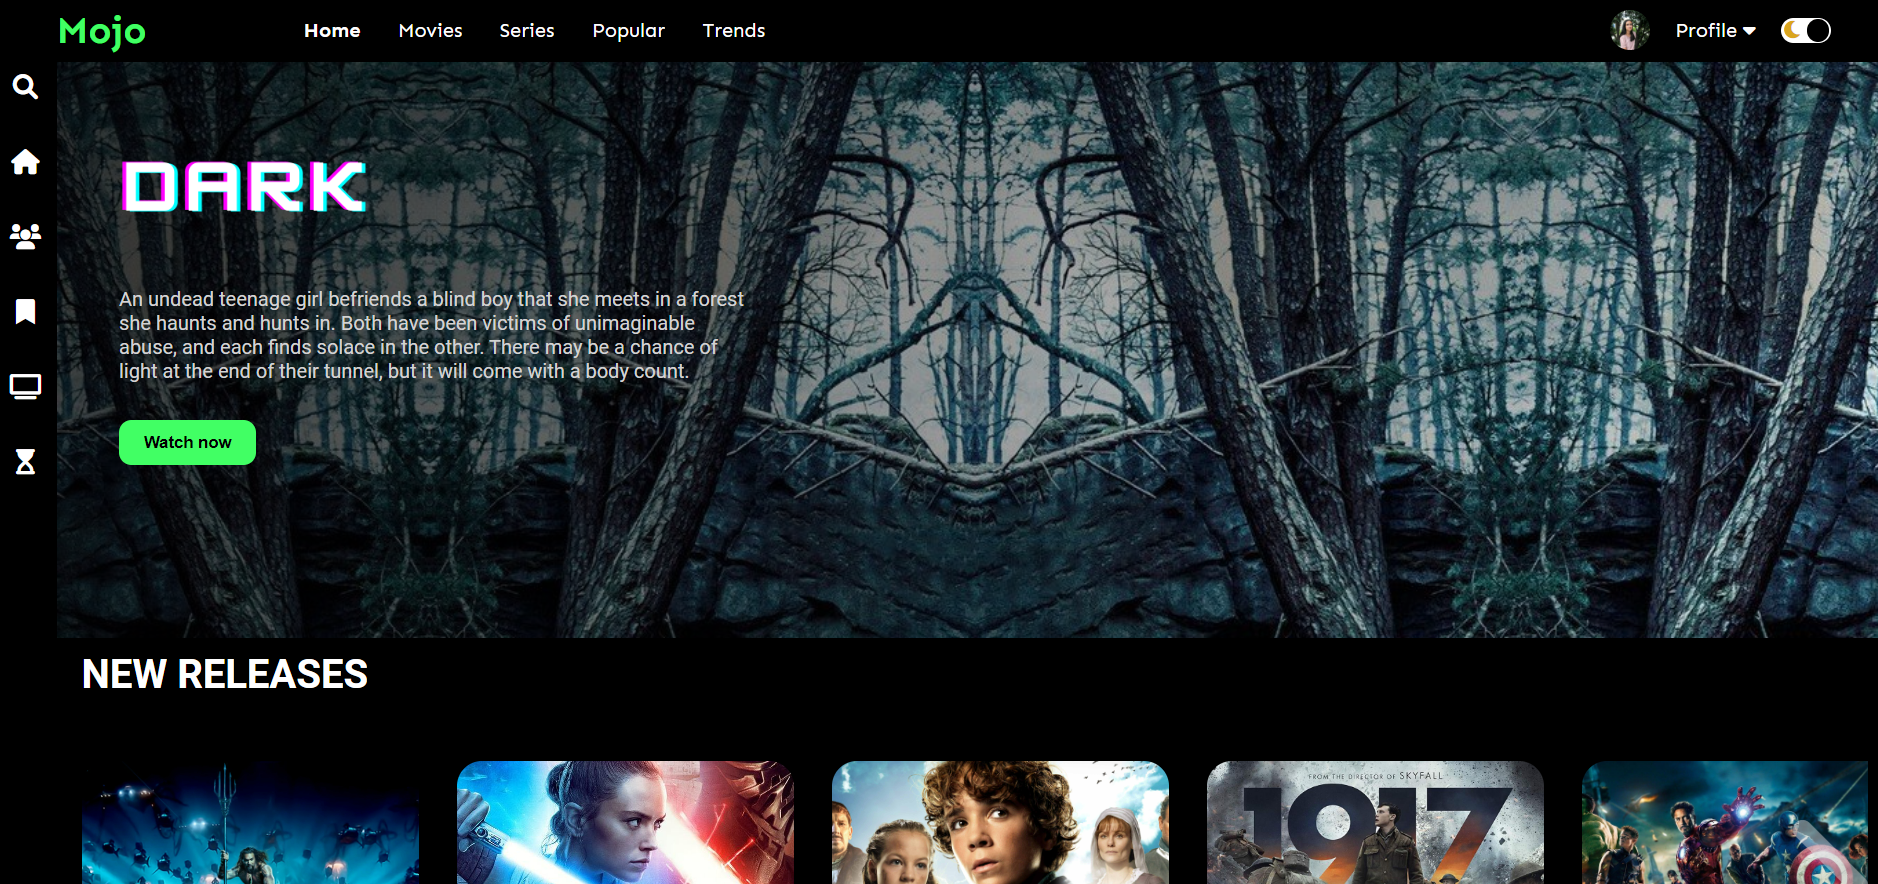 Mojo
Home
Movies
Series
Popular
Trends
Profile
DARK
An undead teenage girl befriends a blind boy that she meets in a forest
she haunts and hunts in. Both have been victims of unimaginable
abuse, and each finds solace in the other. There may be a chance of
light at the end of their tunnel, but it will come with a body count.
Watch now
NEW RELEASES
FROM THE DIRECTOR OF SKYFALL
1917